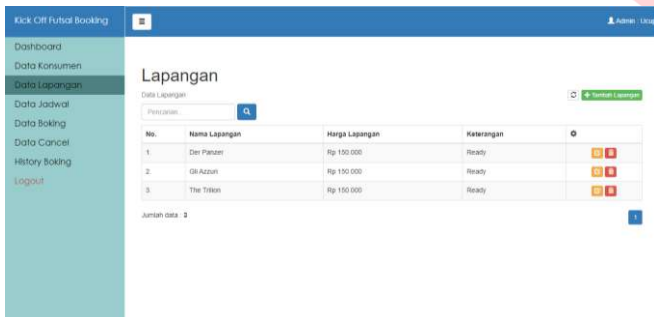 Kick Off Futsal Booking
Admin : Ucup
Dashboard
Data Konsumen
Data Lapangan
Data Jadwal
Data Boking
Data Cancel
History Boking
Logout
Lapangan
Data Lapangan
Tambah Lapangan
Pencarian..
No. Nama Lapangan Harga Lapangan Keterangan
1. Der Panzer Rp 150.000 Ready
2. Gli Azzuri Rp 150.000 Ready
3. The Trilion Rp 150.000 Ready
Jumlah data : 3
1